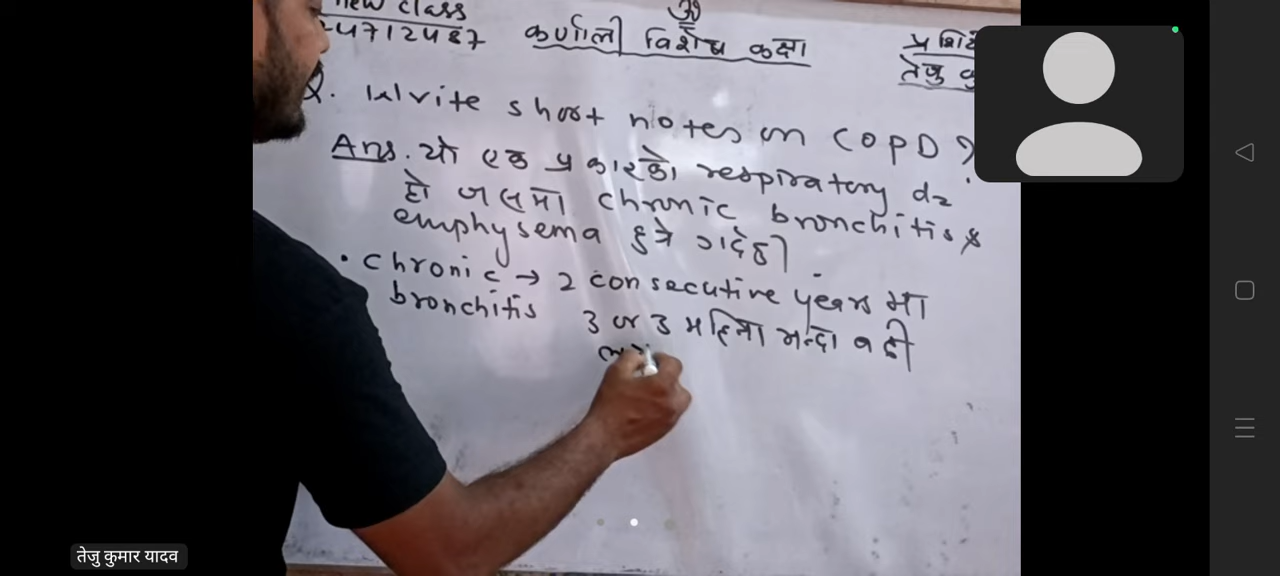 new class
4712487 कर्णाली विशेष कक्षा
ॐ
तेजु
Q. Write short notes on COPD ?
Ans. यो एक प्रकारको respiratory dz
हो जसमा chronic bronchitis &
emphysema हुने गर्दछ।
• chronic → 2 consecutive years मा
bronchitis 3 or 3 महिना भन्दा बढी
तेजु कुमार यादव